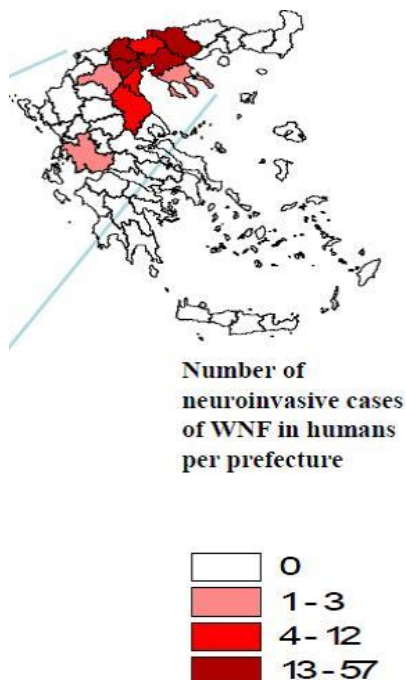 Number of
neuroinvasive cases
of WNF in humans
per prefecture
0
1-3
4-12
13-57